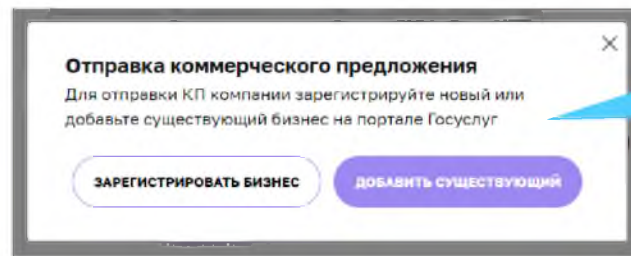 Отправка коммерческого предложения
Для отправки КП компании зарегистрируйте новый или
добавьте существующий бизнес на портале Госуслуг
ЗАРЕГИСТРИРОВАТЬ БИЗНЕС
ДОБАВИТЬ СУЩЕСТВУЮЩИЙ